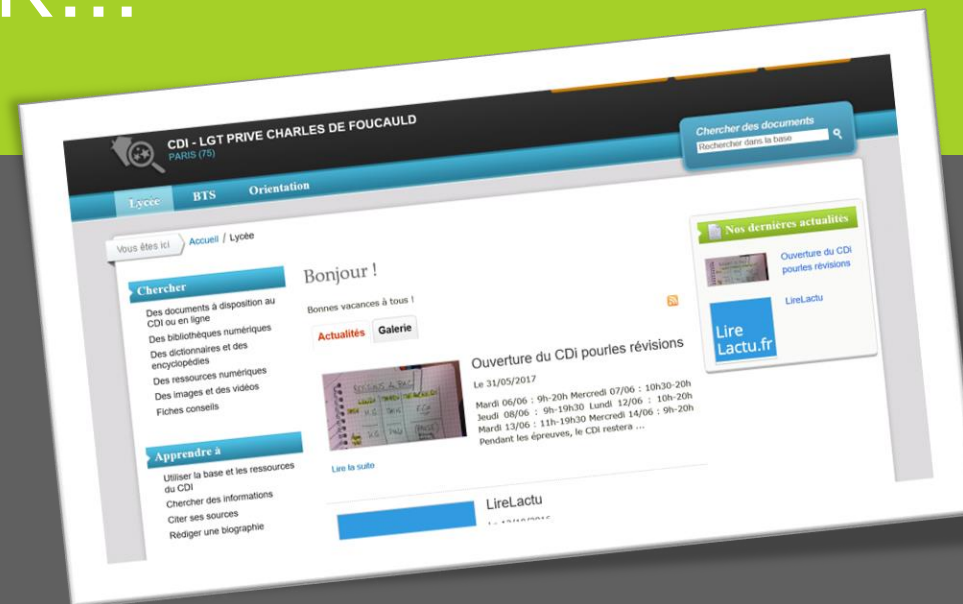 R...
CDI - LGT PRIVE CHARLES DE FOUCAULD
PARIS (75)
Chercher des documents
Rechercher dans la base
Lycée
BTS
Orientation
Vous êtes ici
Accueil / Lycée
Chercher
Des documents à disposition au
CDI ou en ligne
Des bibliothèques numériques
Des dictionnaires et des
encyclopédies
Des ressources numériques
Des images et des vidéos
Fiches conseils
Apprendre à
Utiliser la base et les ressources
du CDI
Chercher des informations
Citer ses sources
Rédiger une biographie
Bonjour !
Bonnes vacances à tous !
Actualités
Galerie
Ouverture du CDi pourles révisions
Le 31/05/2017
Mardi 06/06 : 9h-20h Mercredi 07/06 : 10h30-20h
Jeudi 08/06 : 9h-19h30 Lundi 12/06 : 10h-20h
Mardi 13/06 : 11h-19h30 Mercredi 14/06 : 9h-20h
Pendant les épreuves, le CDI restera ...
Lire la suite
LireLactu
Nos dernières actualités
Ouverture du CDi
pourles révisions
LireLactu
Lire
Lactu.fr